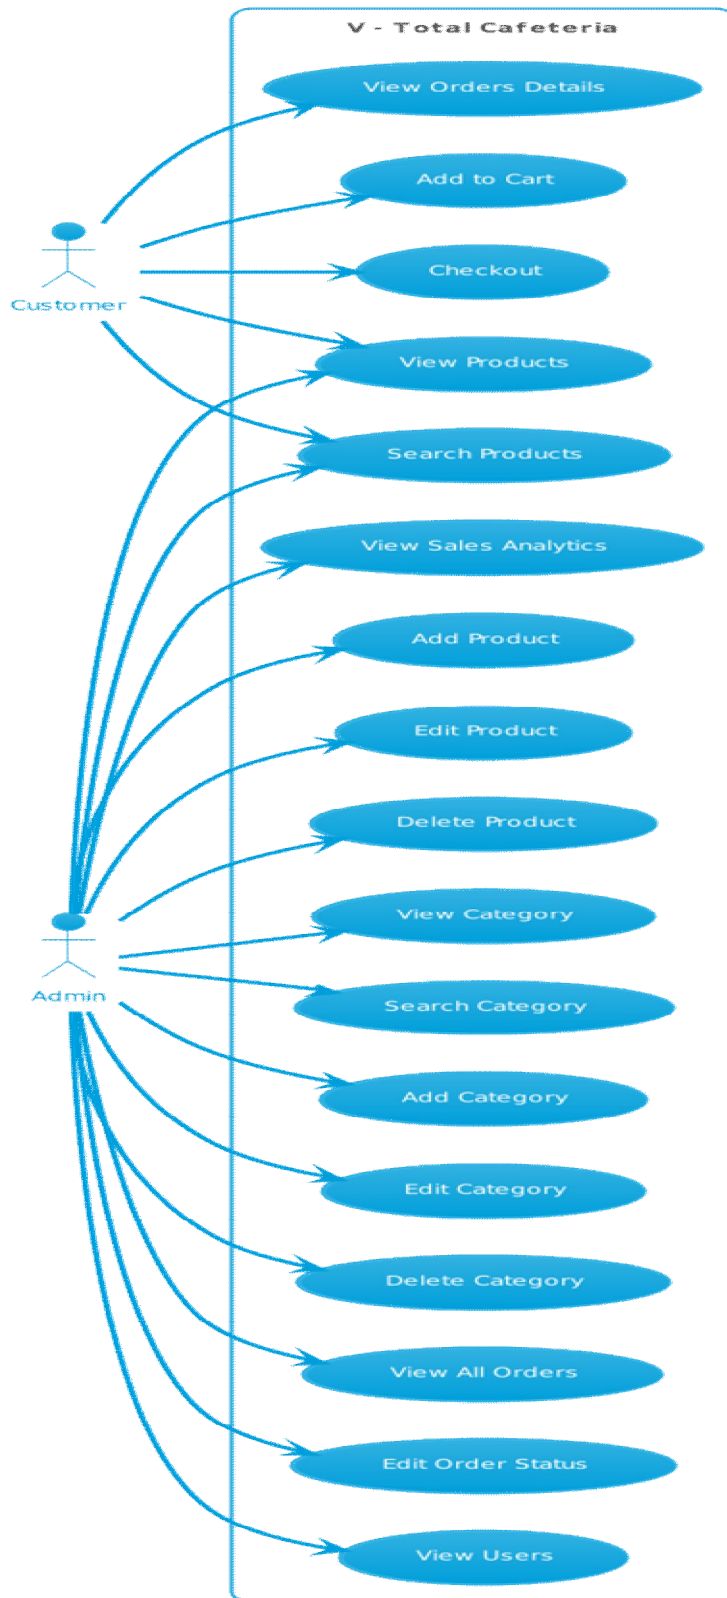 V - Total Cafeteria
View Orders Details
Add to Cart
Checkout
Customer
View Products
Search Products
View Sales Analytics
Add Product
Edit Product
Delete Product
View Category
Admin
Search Category
Add Category
Edit Category
Delete Category
View All Orders
Edit Order Status
View Users